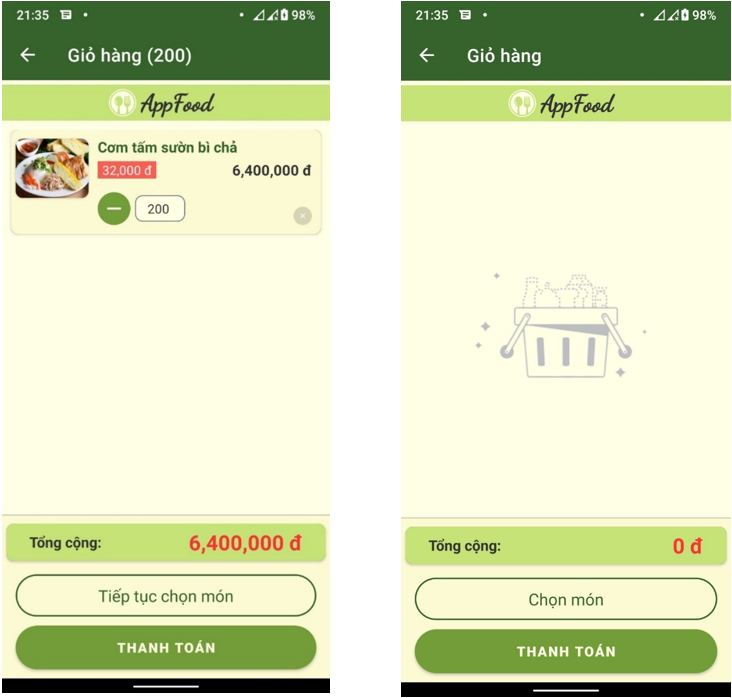 21:35
98%
Giỏ hàng (200)
AppFood
Cơm tấm sườn bì chả
32,000 đ
6,400,000 đ
200
Tổng cộng:
6,400,000 đ
Tiếp tục chọn món
THANH TOÁN
21:35
98%
Giỏ hàng
AppFood
Tổng cộng:
0 đ
Chọn món
THANH TOÁN